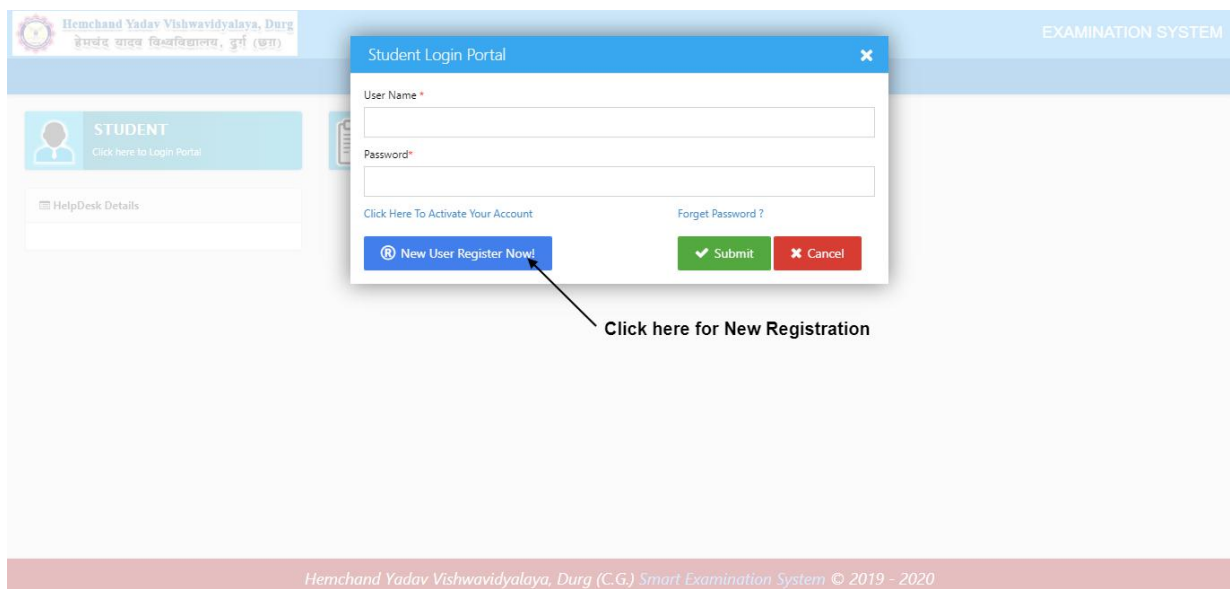 Hemchand Yadav Vishwavidyalaya, Durg
हेमचंद यादव विश्वविद्यालय, दुर्ग (छग)
EXAMINATION SYSTEM
Student Login Portal
User Name *
Password*
Click Here To Activate Your Account
Forget Password ?
® New User Register Now!
Submit
Cancel
STUDENT
Click here to Login Portal
HelpDesk Details
Click here for New Registration
Hemchand Yadav Vishwavidyalaya, Durg (C.G.) Smart Examination System © 2019 - 2020